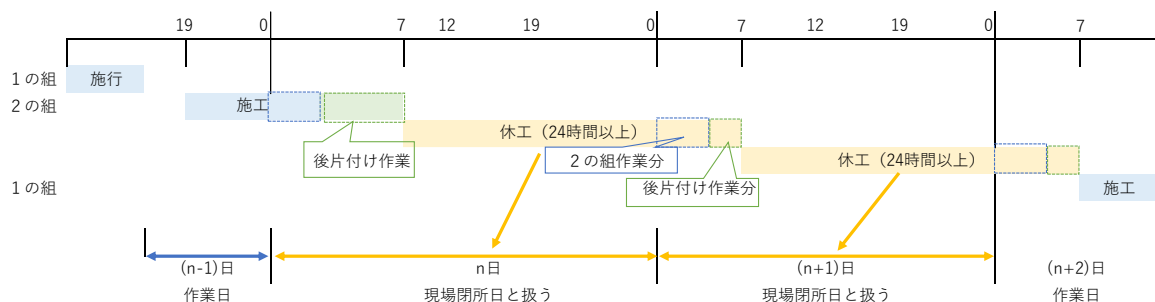 19 0 7 12 19 0 7 12 19 0 7
1の組 施行
2の組 施工
休工（24時間以上）
後片付け作業 2の組作業分 休工（24時間以上）
後片付け作業分
1の組 施工
(n-1)日 n日 (n+1)日 (n+2)日
作業日 現場閉所日と扱う 現場閉所日と扱う 作業日